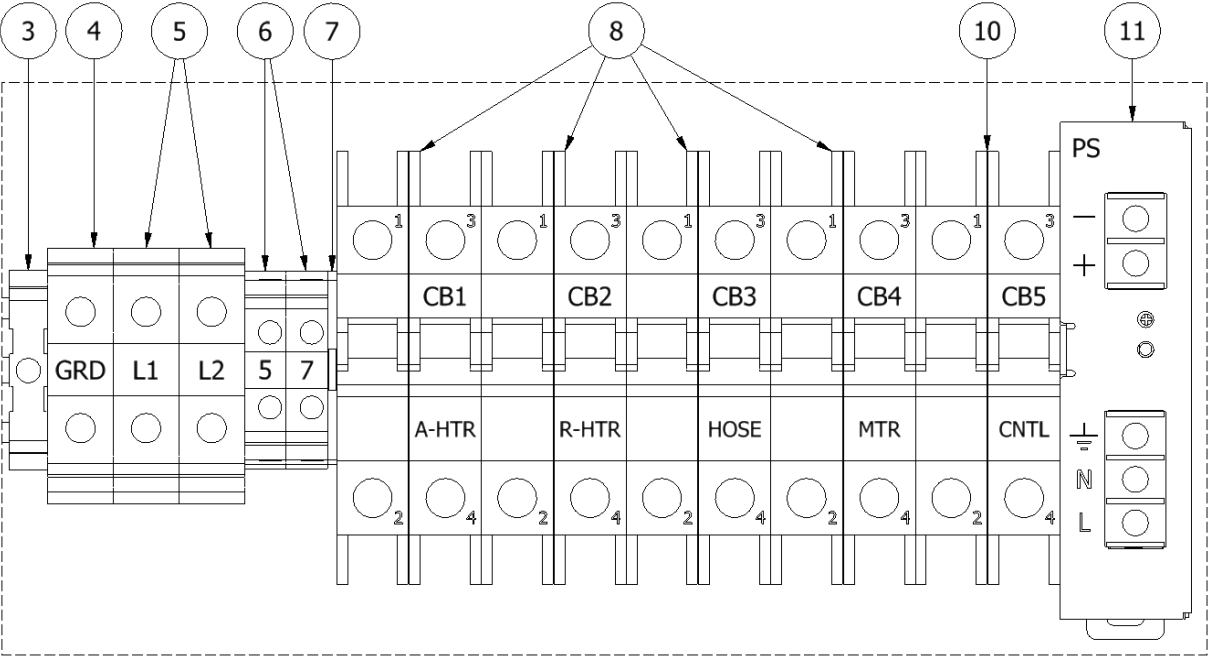 3 4 5 6 7 8 10 11
PS
1 3 1 3 1 3 1 3 1 3 −
+
CB1 CB2 CB3 CB4 CB5
GRD L1 L2 5 7
A-HTR R-HTR HOSE MTR CNTL
N
2 4 2 4 2 4 2 4 2 4 L